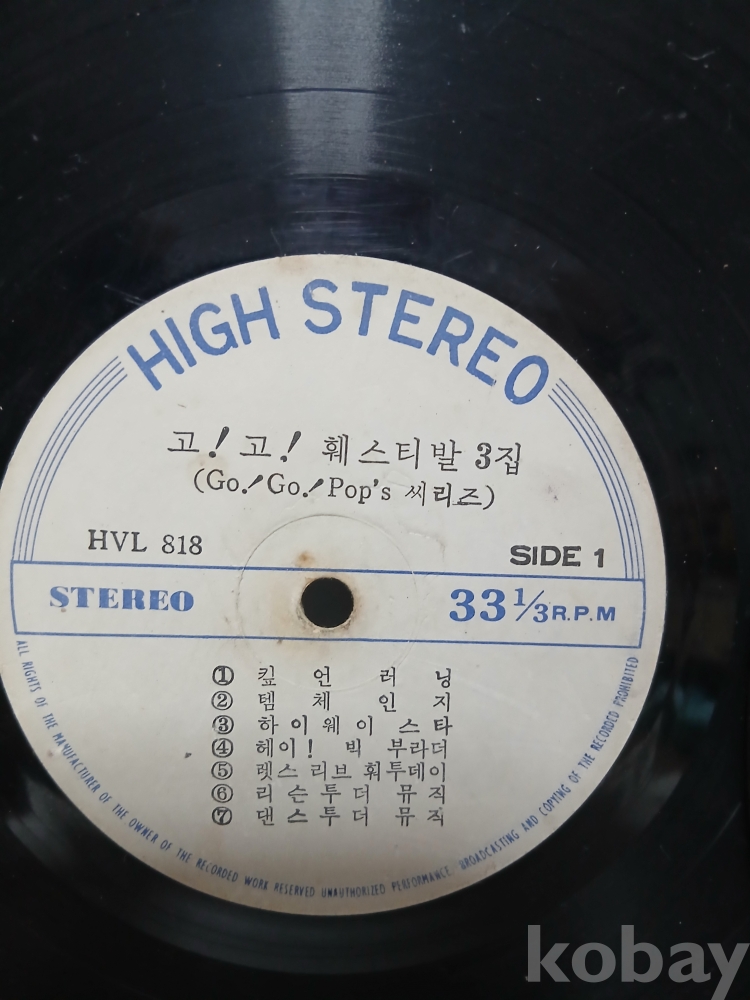 HIGH STEREO
고! 고! 훼스티발 3집
(Go! Go! Pop's 씨리즈)
HVL 818
SIDE 1
STEREO
33 1/3 R.P.M
① 킾 언 러 닝
② 템 체 인 지
③ 하이웨이 스타
④ 헤이! 빅 부라더
⑤ 렛스 리브 훠투데이
⑥ 리슨 투 더 뮤직
⑦ 댄스 투 더 뮤직
ALL RIGHTS OF THE MANUFACTURER OF THE OWNER OF THE RECORDED WORK RESERVED UNAUTHORIZED PERFORMANCE. BROADCASTING AND COPYING OF THE RECORDED PROHIBITED
kobay